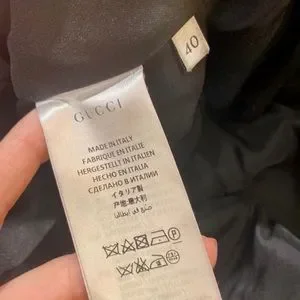 40
GUCCI
MADE IN ITALY
FABRIQUE EN ITALIE
HERGESTELLT IN ITALIEN
HECHO EN ITALIA
СДЕЛАНО В ИТАЛИИ
イタリア製
产地:意大利
صنع في إيطاليا
P